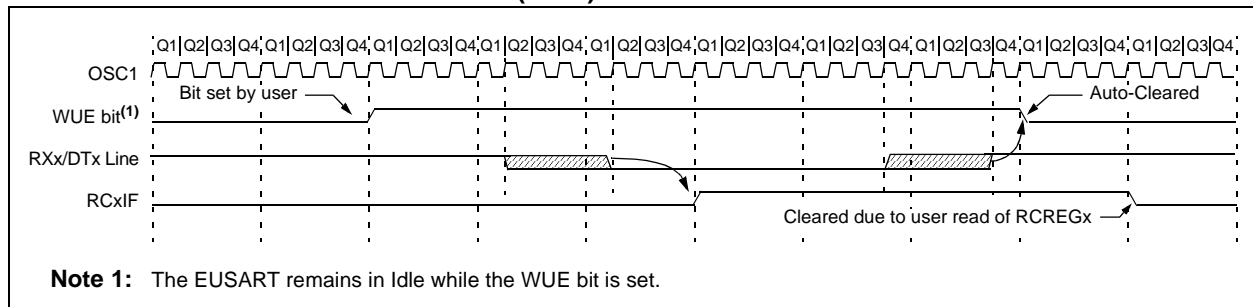 Q1 Q2 Q3 Q4 Q1 Q2 Q3 Q4 Q1 Q2 Q3 Q4 Q1 Q2 Q3 Q4 Q1 Q2 Q3 Q4 Q1 Q2 Q3 Q4 Q1 Q2 Q3 Q4 Q1 Q2 Q3 Q4 Q1 Q2 Q3 Q4 Q1 Q2 Q3 Q4
OSC1
Bit set by user
Auto-Cleared
WUE bit(1)
RXx/DTx Line
RCxIF
Cleared due to user read of RCREGx
Note 1: The EUSART remains in Idle while the WUE bit is set.